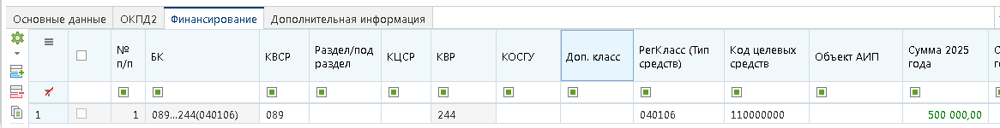 Основные данные ОКПД2 Финансирование Дополнительная информация
№ п/п БК КВСР Раздел/под раздел КЦСР КВР КОСГУ Доп. класс РегКласс (Тип средств) Код целевых средств Объект АИП Сумма 2025 года
1 1 089...244(040106) 089 244 040106 110000000 500 000,00